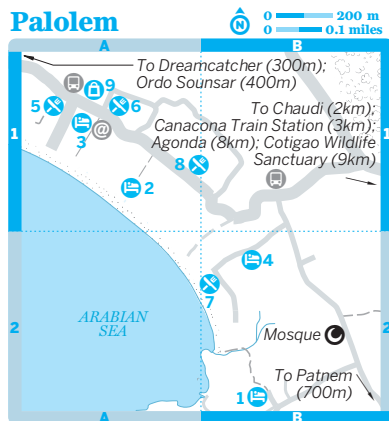 Palolem
N
0 200 m
0 0.1 miles
A B
To Dreamcatcher (300m);
Ordo Sounsar (400m)
9
5 6
3 @
To Chaudi (2km);
Canacona Train Station (3km);
Agonda (8km); Cotigao Wildlife
Sanctuary (9km)
1 1
8
2
4
7
ARABIAN
SEA
2 2
Mosque
To Patnem
(700m)
1
A B